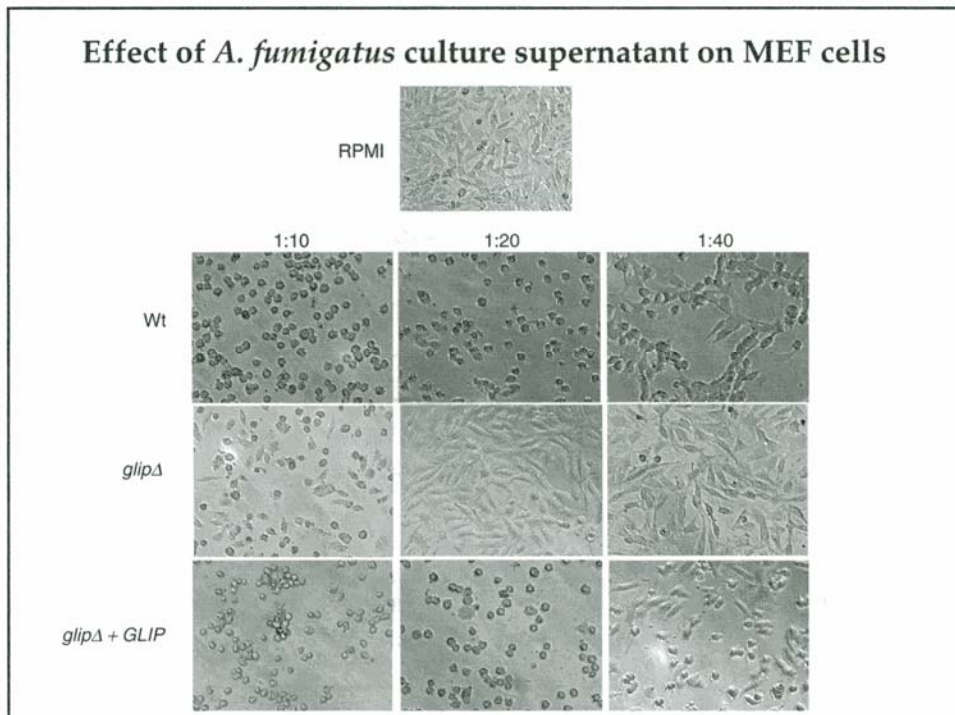 Effect of A. fumigatus culture supernatant on MEF cells
RPMI
1:10 1:20 1:40
Wt
glipΔ
glipΔ + GLIP